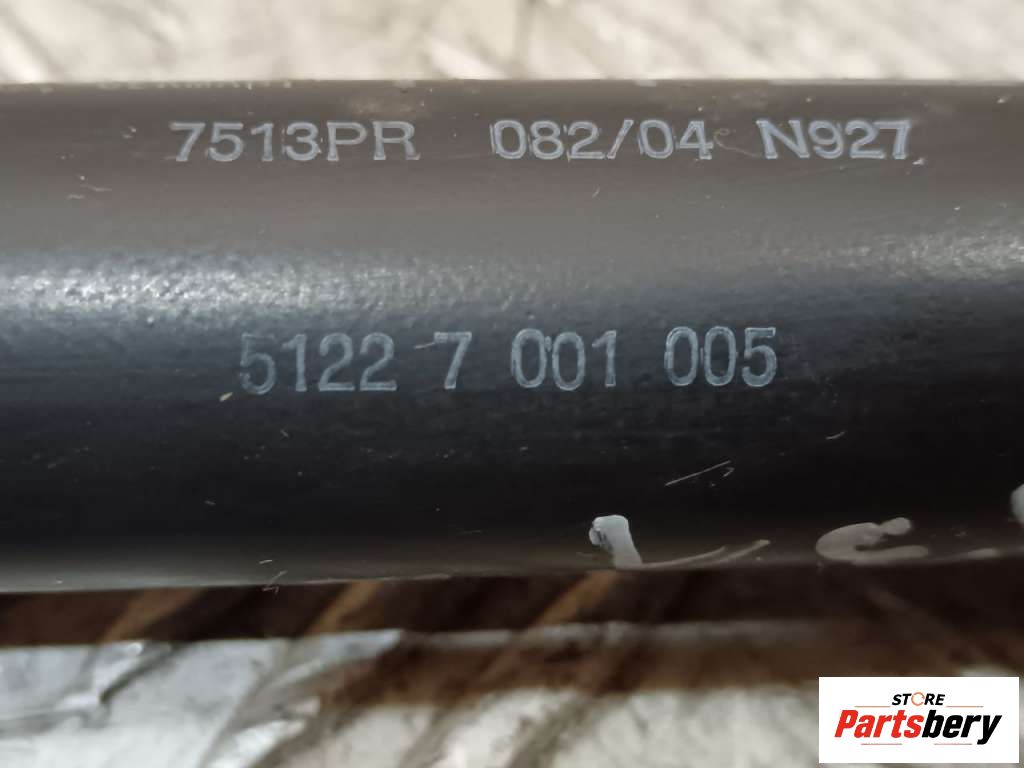 7513PR 082/04 N927
5122 7 001 005
STORE
Partsbery